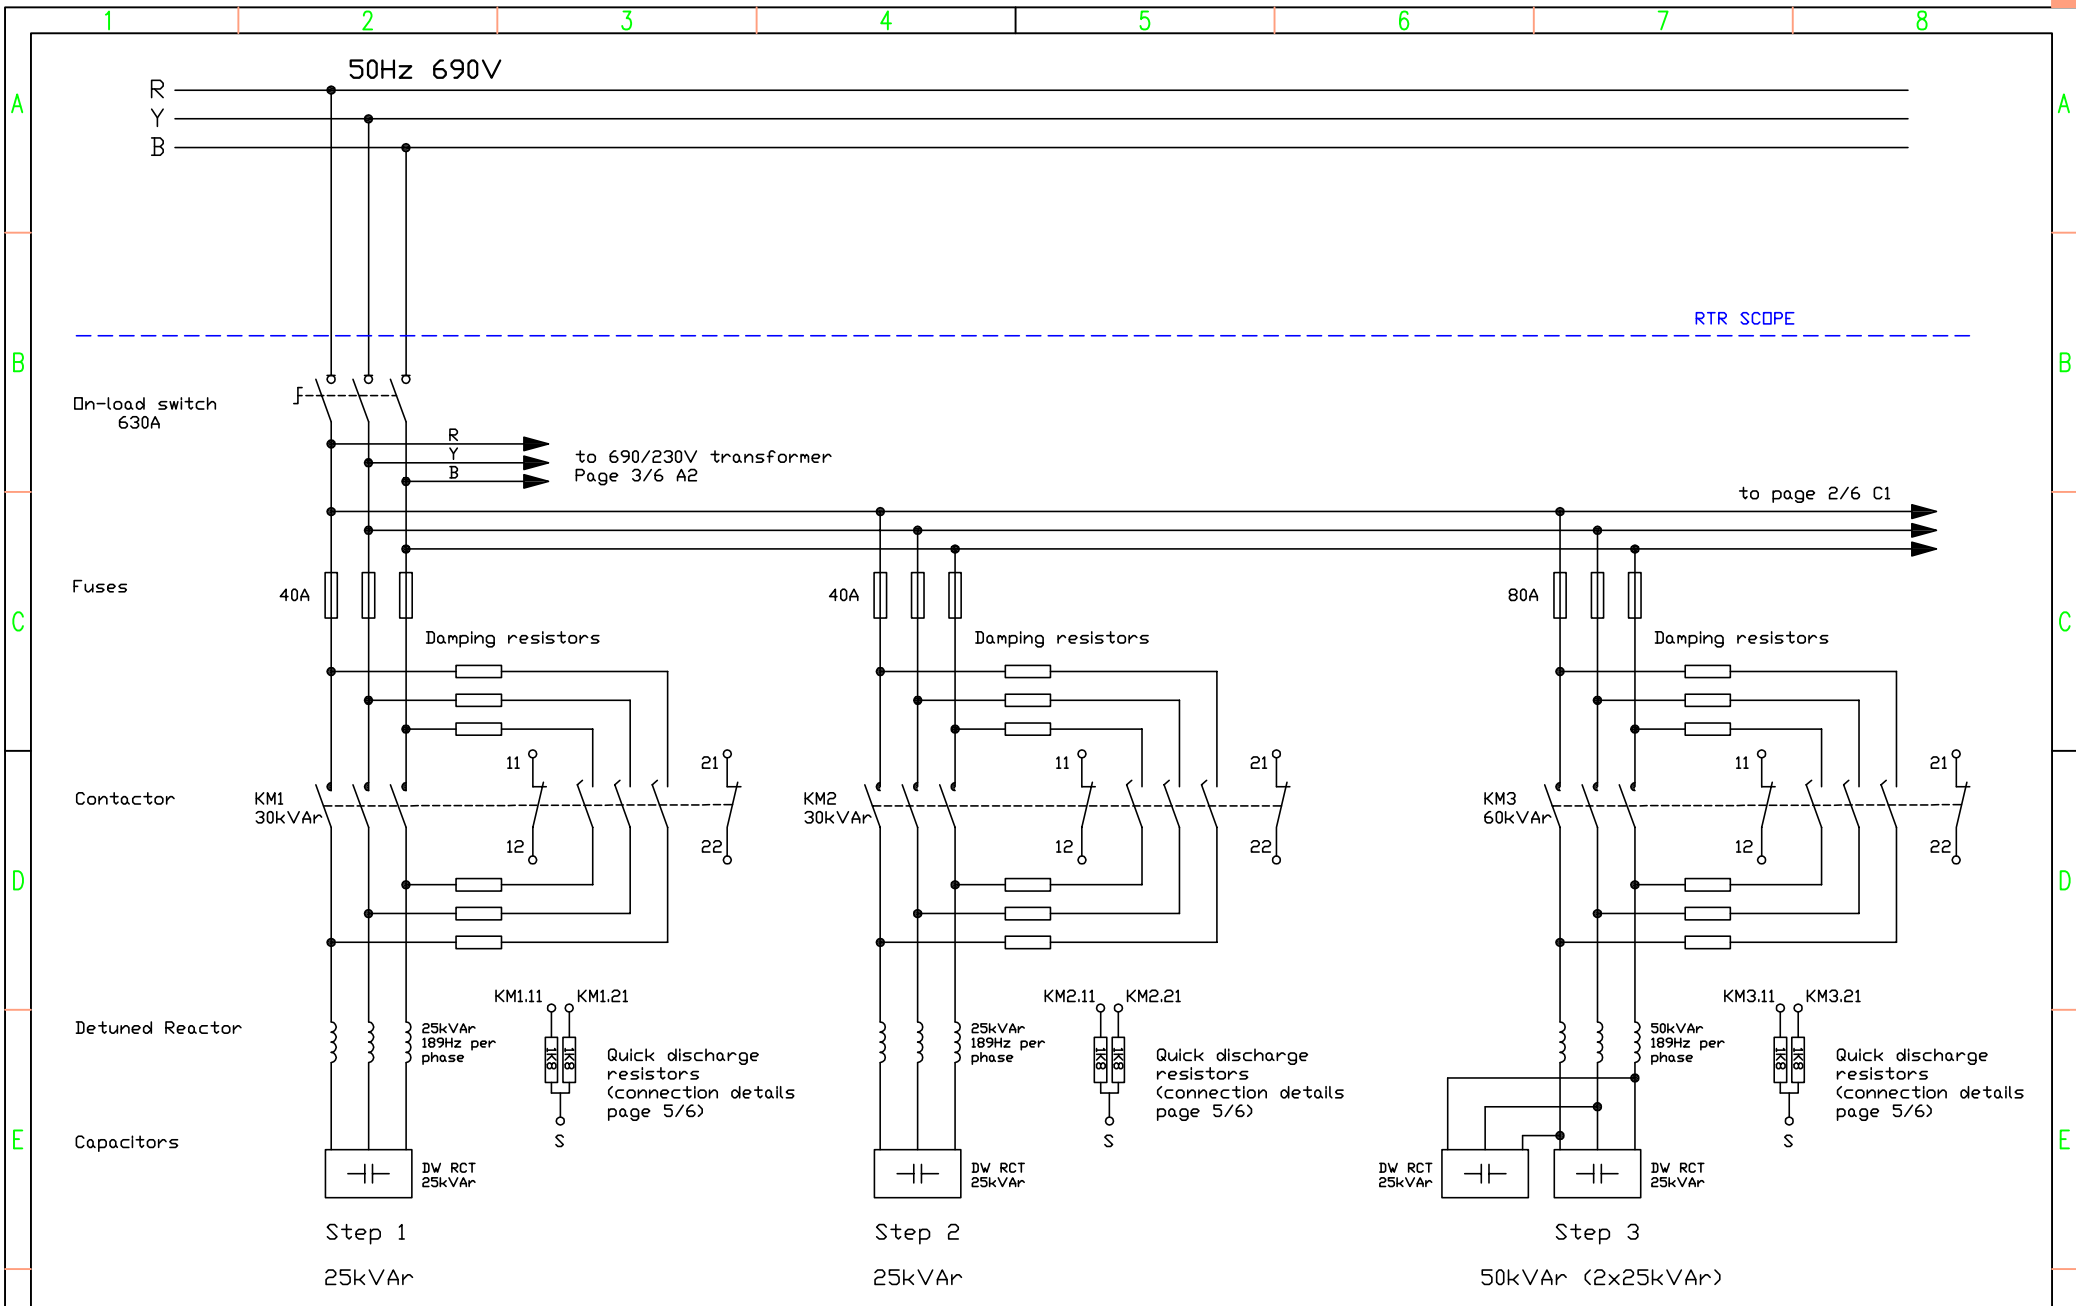 1 2 3 4 5 6 7 8
50Hz 690V
A A
R
Y
B
RTR SCOPE
B B
On-load switch
630A
R
Y
B
to 690/230V transformer
Page 3/6 A2
to page 2/6 C1
Fuses
40A 40A 80A
C C
Damping resistors Damping resistors Damping resistors
11 21 11 21 11 21
Contactor
KM1
30kVAr
KM2
30kVAr
KM3
60kVAr
12 22 12 22 12 22
D D
KM1.11 KM1.21 KM2.11 KM2.21 KM3.11 KM3.21
Detuned Reactor
25kVAr
189Hz per
phase
1K8 1K8
Quick discharge
resistors
(connection details
page 5/6)
S
25kVAr
189Hz per
phase
1K8 1K8
Quick discharge
resistors
(connection details
page 5/6)
S
50kVAr
189Hz per
phase
1K8 1K8
Quick discharge
resistors
(connection details
page 5/6)
S
E E
Capacitors
DW RCT
25kVAr
DW RCT
25kVAr
DW RCT
25kVAr
DW RCT
25kVAr
Step 1 Step 2 Step 3
25kVAr 25kVAr 50kVAr (2x25kVAr)